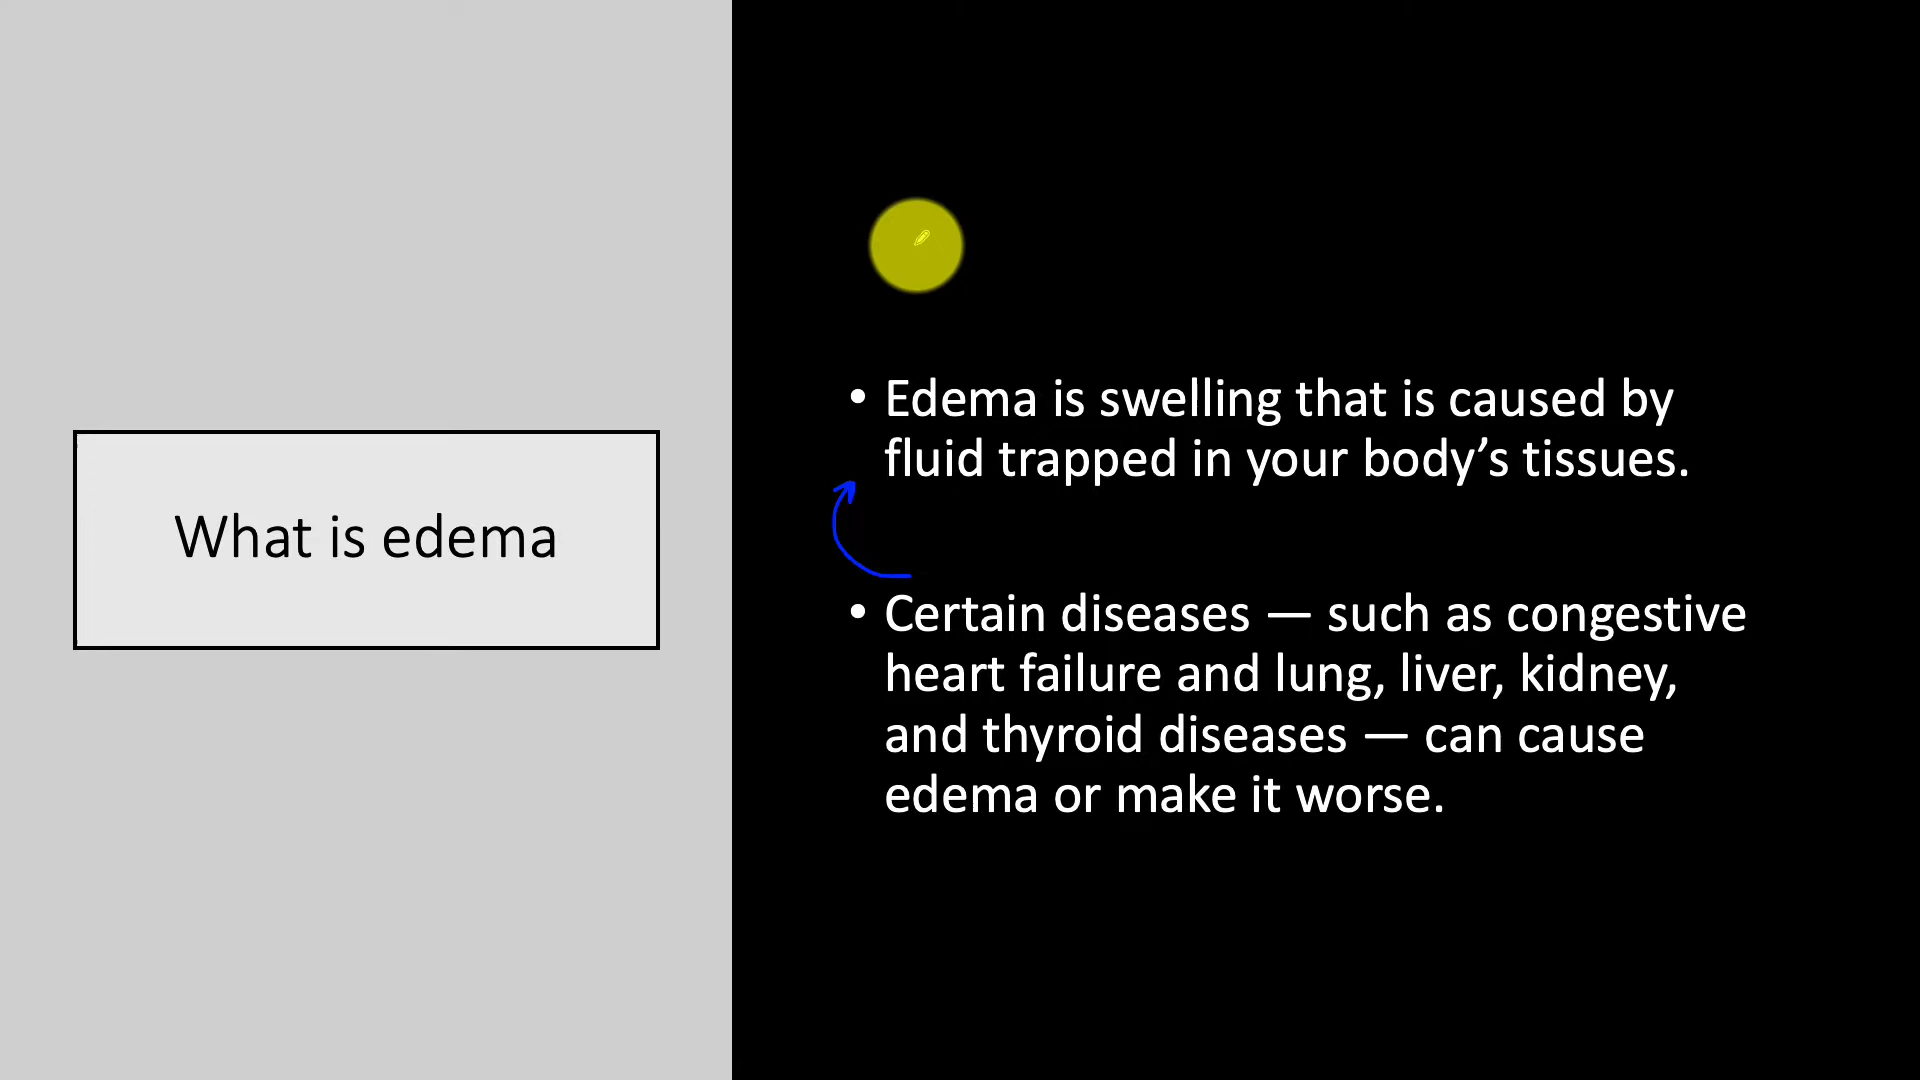 What is edema
• Edema is swelling that is caused by
fluid trapped in your body’s tissues.
• Certain diseases — such as congestive
heart failure and lung, liver, kidney,
and thyroid diseases — can cause
edema or make it worse.